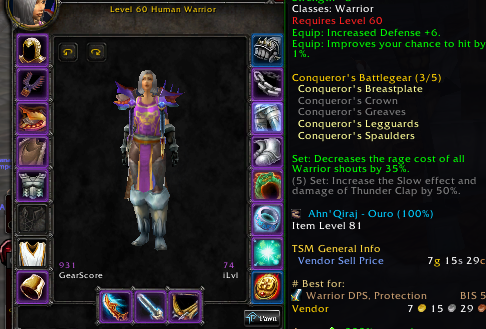 Level 60 Human Warrior
931
GearScore
74
iLvl
Pawn
Classes: Warrior
Requires Level 60
Equip: Increased Defense +6.
Equip: Improves your chance to hit by
1%.
Conqueror's Battlegear (3/5)
Conqueror's Breastplate
Conqueror's Crown
Conqueror's Greaves
Conqueror's Legguards
Conqueror's Spaulders
Set: Decreases the rage cost of all
Warrior shouts by 35%.
(5) Set: Increase the Slow effect and
damage of Thunder Clap by 50%.
Ahn'Qiraj - Ouro (100%)
Item Level 81
TSM General Info
Vendor Sell Price 7g 15s 29c
# Best for:
Warrior DPS, Protection BIS 5
Vendor 7 15 29